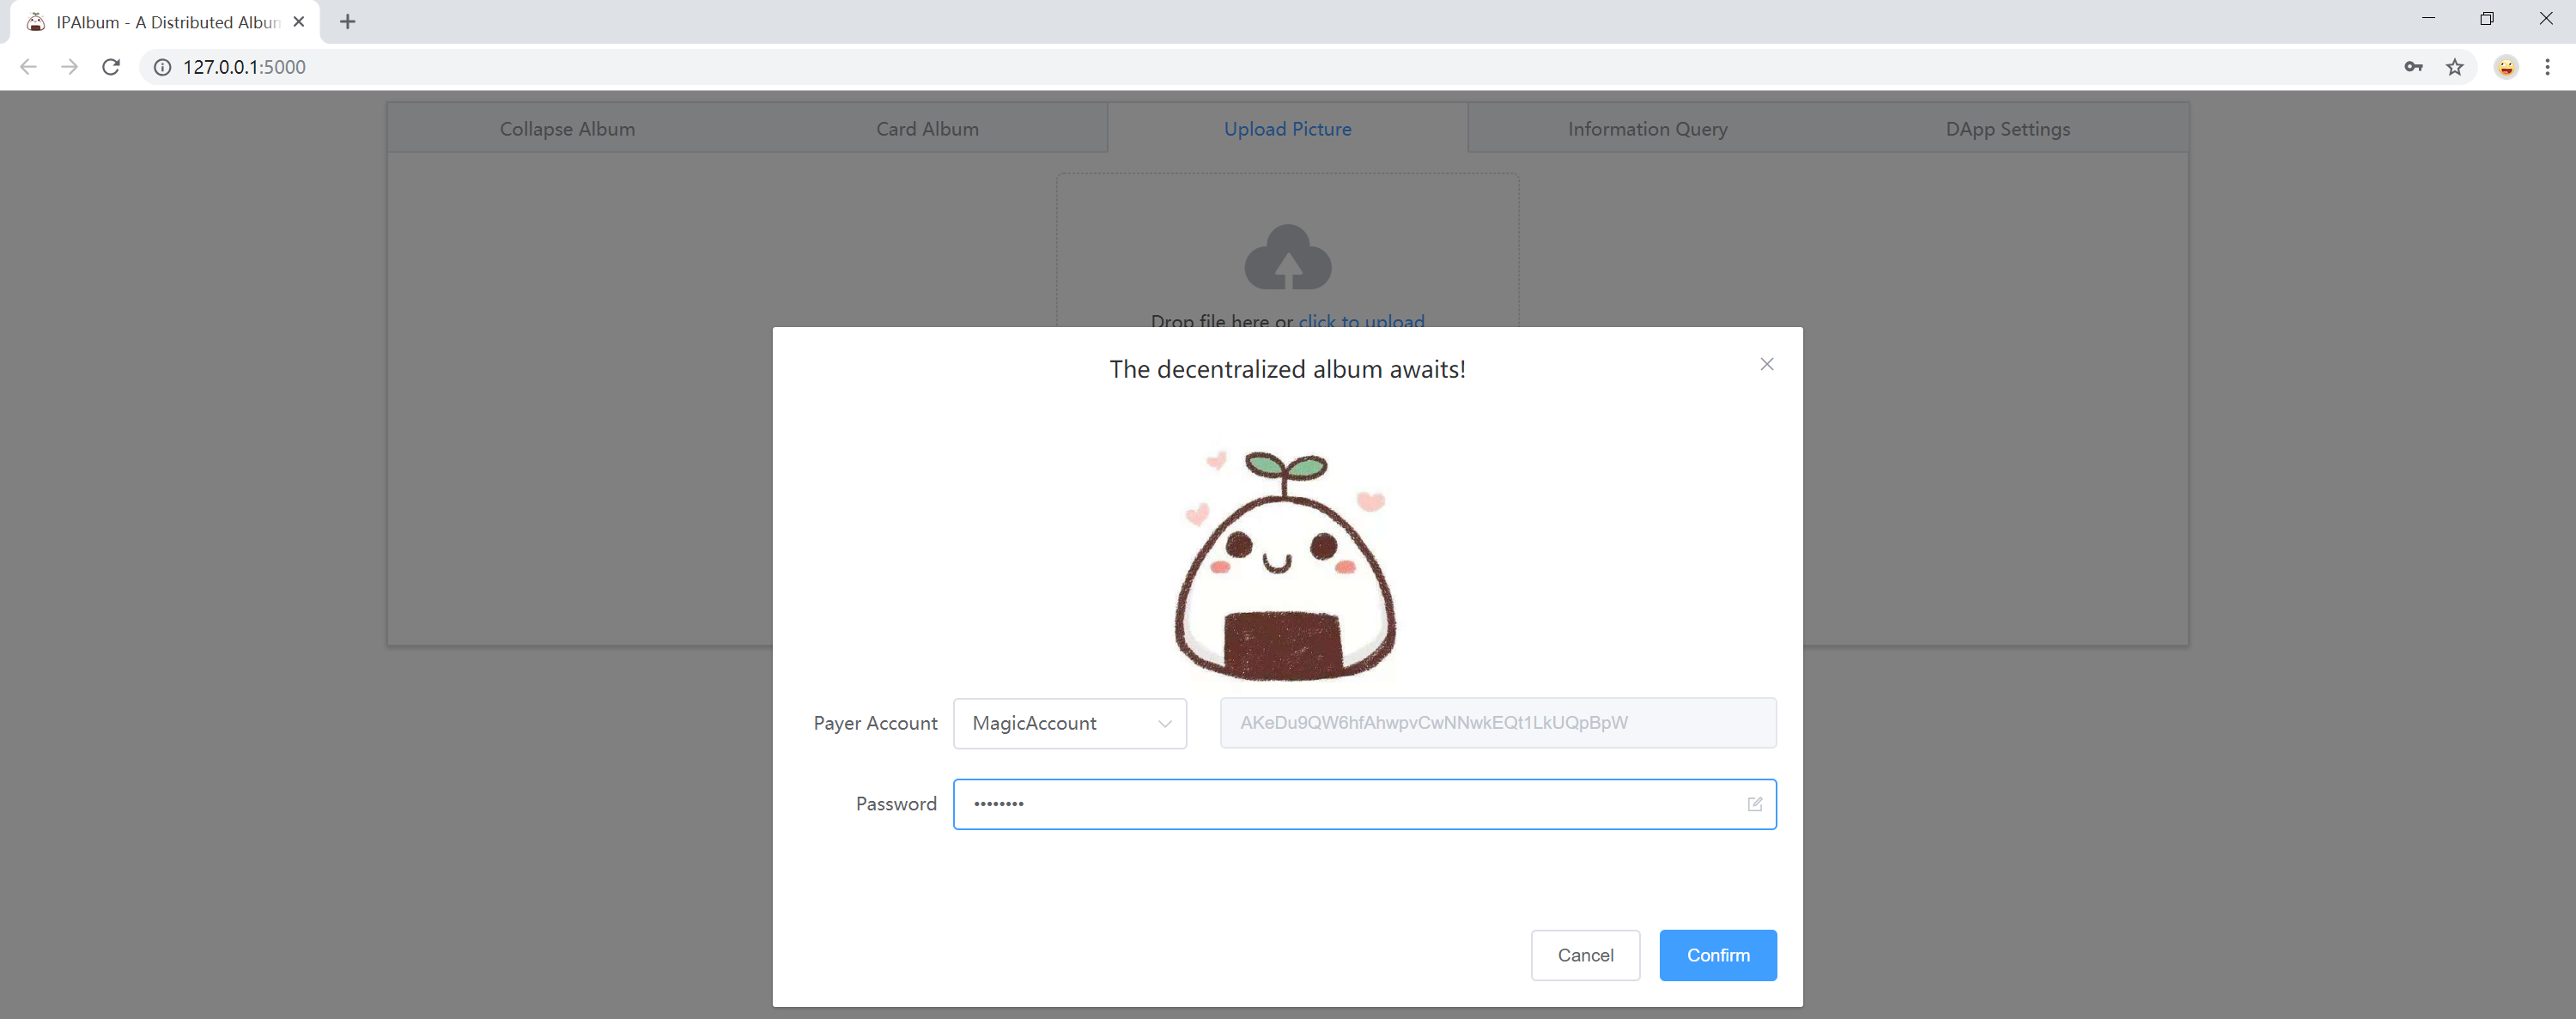 IPAlbum - A Distributed Album
127.0.0.1:5000
Collapse Album
Card Album
Upload Picture
Information Query
DApp Settings
Drop file here or click to upload
The decentralized album awaits!
Payer Account
MagicAccount
AKeDu9QW6hfAhwpvCwNNwkEQt1LkUQpBpW
Password
••••••••
Cancel
Confirm